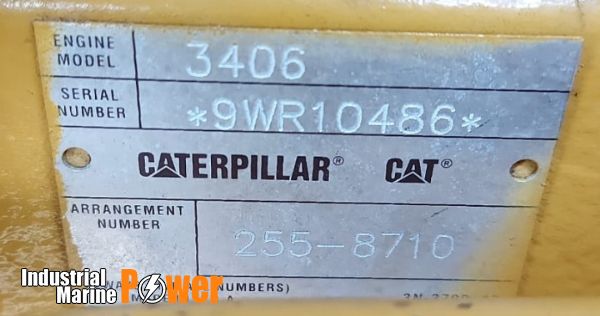 ENGINE
MODEL
3406
SERIAL
NUMBER
*9WR10486*
CATERPILLAR® CAT®
ARRANGEMENT
NUMBER
255-8710
NUMBERS)
Industrial
Marine
Power